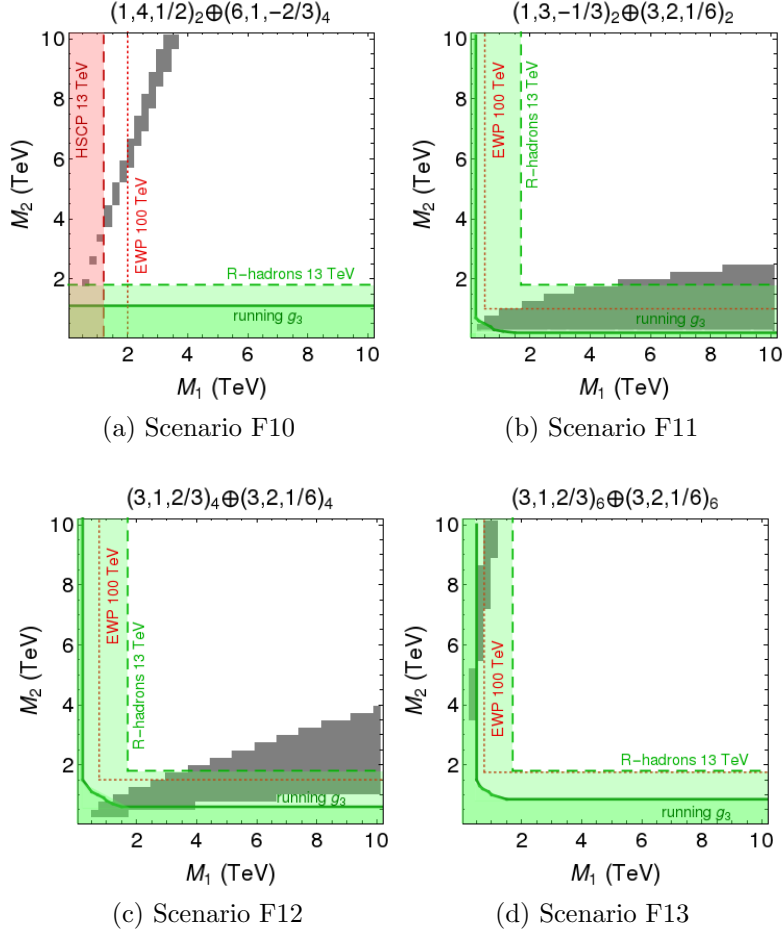 (1,4,1/2)₂⊕(6,1,-2/3)₄
10
8
6
4
2
M₂ (TeV)
HSCP 13 TeV
EWP 100 TeV
R-hadrons 13 TeV
running g₃
2
4
6
8
10
M₁ (TeV)
(a) Scenario F10
(1,3,-1/3)₂⊕(3,2,1/6)₂
10
8
6
4
2
M₂ (TeV)
EWP 100 TeV
R-hadrons 13 TeV
running g₃
2
4
6
8
10
M₁ (TeV)
(b) Scenario F11
(3,1,2/3)₄⊕(3,2,1/6)₄
10
8
6
4
2
M₂ (TeV)
EWP 100 TeV
R-hadrons 13 TeV
running g₃
2
4
6
8
10
M₁ (TeV)
(c) Scenario F12
(3,1,2/3)₆⊕(3,2,1/6)₆
10
8
6
4
2
M₂ (TeV)
EWP 100 TeV
R-hadrons 13 TeV
running g₃
2
4
6
8
10
M₁ (TeV)
(d) Scenario F13